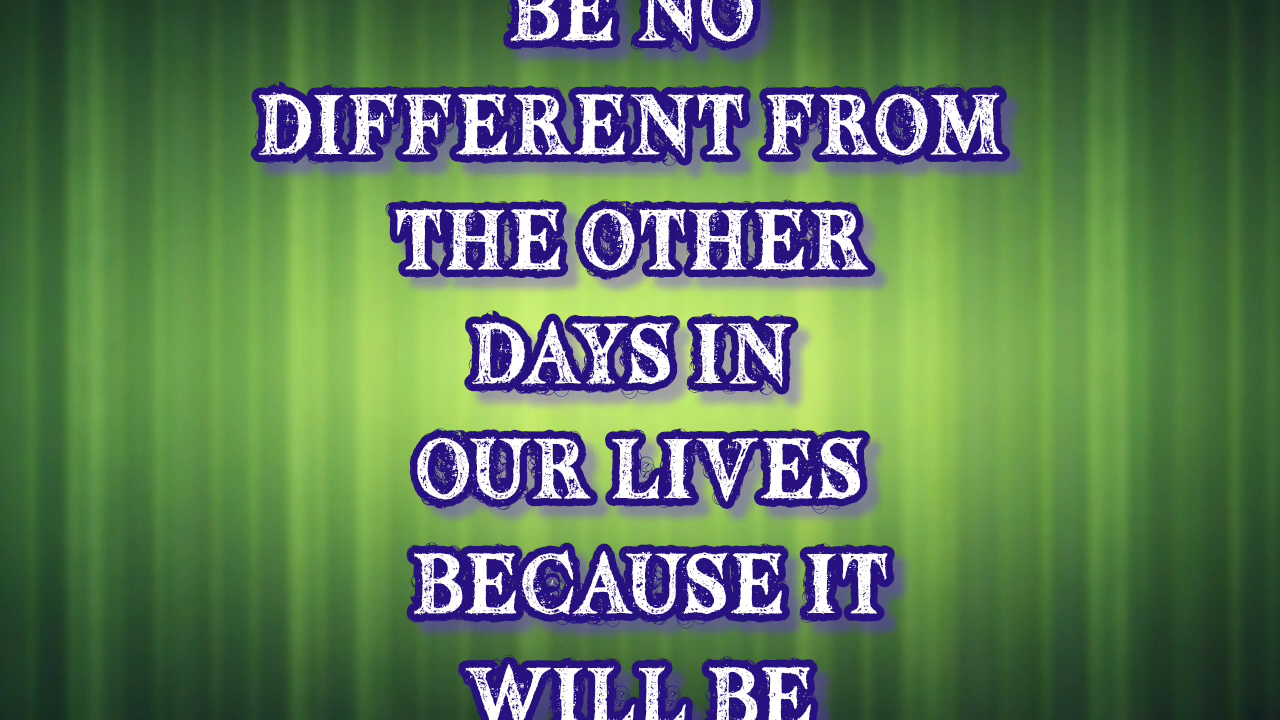 BE NO
DIFFERENT FROM
THE OTHER
DAYS IN
OUR LIVES
BECAUSE IT
WILL BE